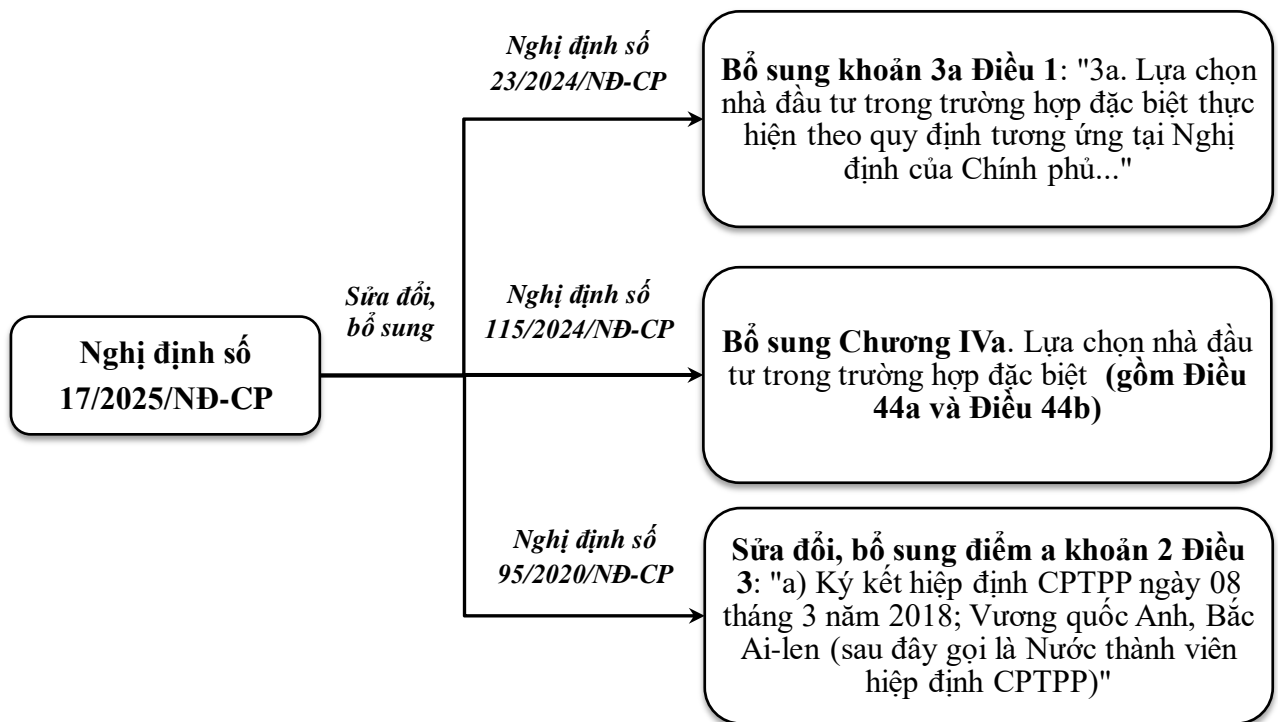 Nghị định số
17/2025/NĐ-CP
Sửa đổi,
bổ sung
Nghị định số
23/2024/NĐ-CP
Bổ sung khoản 3a Điều 1: "3a. Lựa chọn
nhà đầu tư trong trường hợp đặc biệt thực
hiện theo quy định tương ứng tại Nghị
định của Chính phủ..."
Nghị định số
115/2024/NĐ-CP
Bổ sung Chương IVa. Lựa chọn nhà đầu
tư trong trường hợp đặc biệt (gồm Điều
44a và Điều 44b)
Nghị định số
95/2020/NĐ-CP
Sửa đổi, bổ sung điểm a khoản 2 Điều
3: "a) Ký kết hiệp định CPTPP ngày 08
tháng 3 năm 2018; Vương quốc Anh, Bắc
Ai-len (sau đây gọi là Nước thành viên
hiệp định CPTPP)"